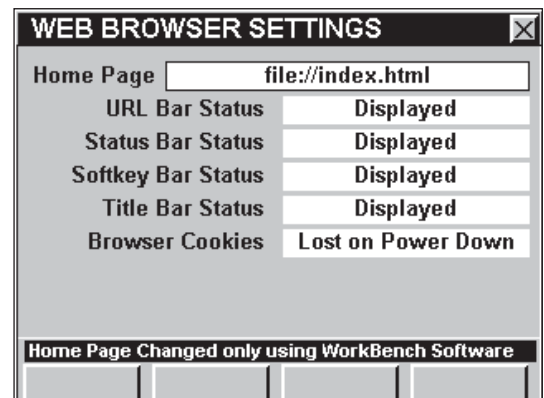 WEB BROWSER SETTINGS
Home Page file://index.html
URL Bar Status Displayed
Status Bar Status Displayed
Softkey Bar Status Displayed
Title Bar Status Displayed
Browser Cookies Lost on Power Down
Home Page Changed only using WorkBench Software